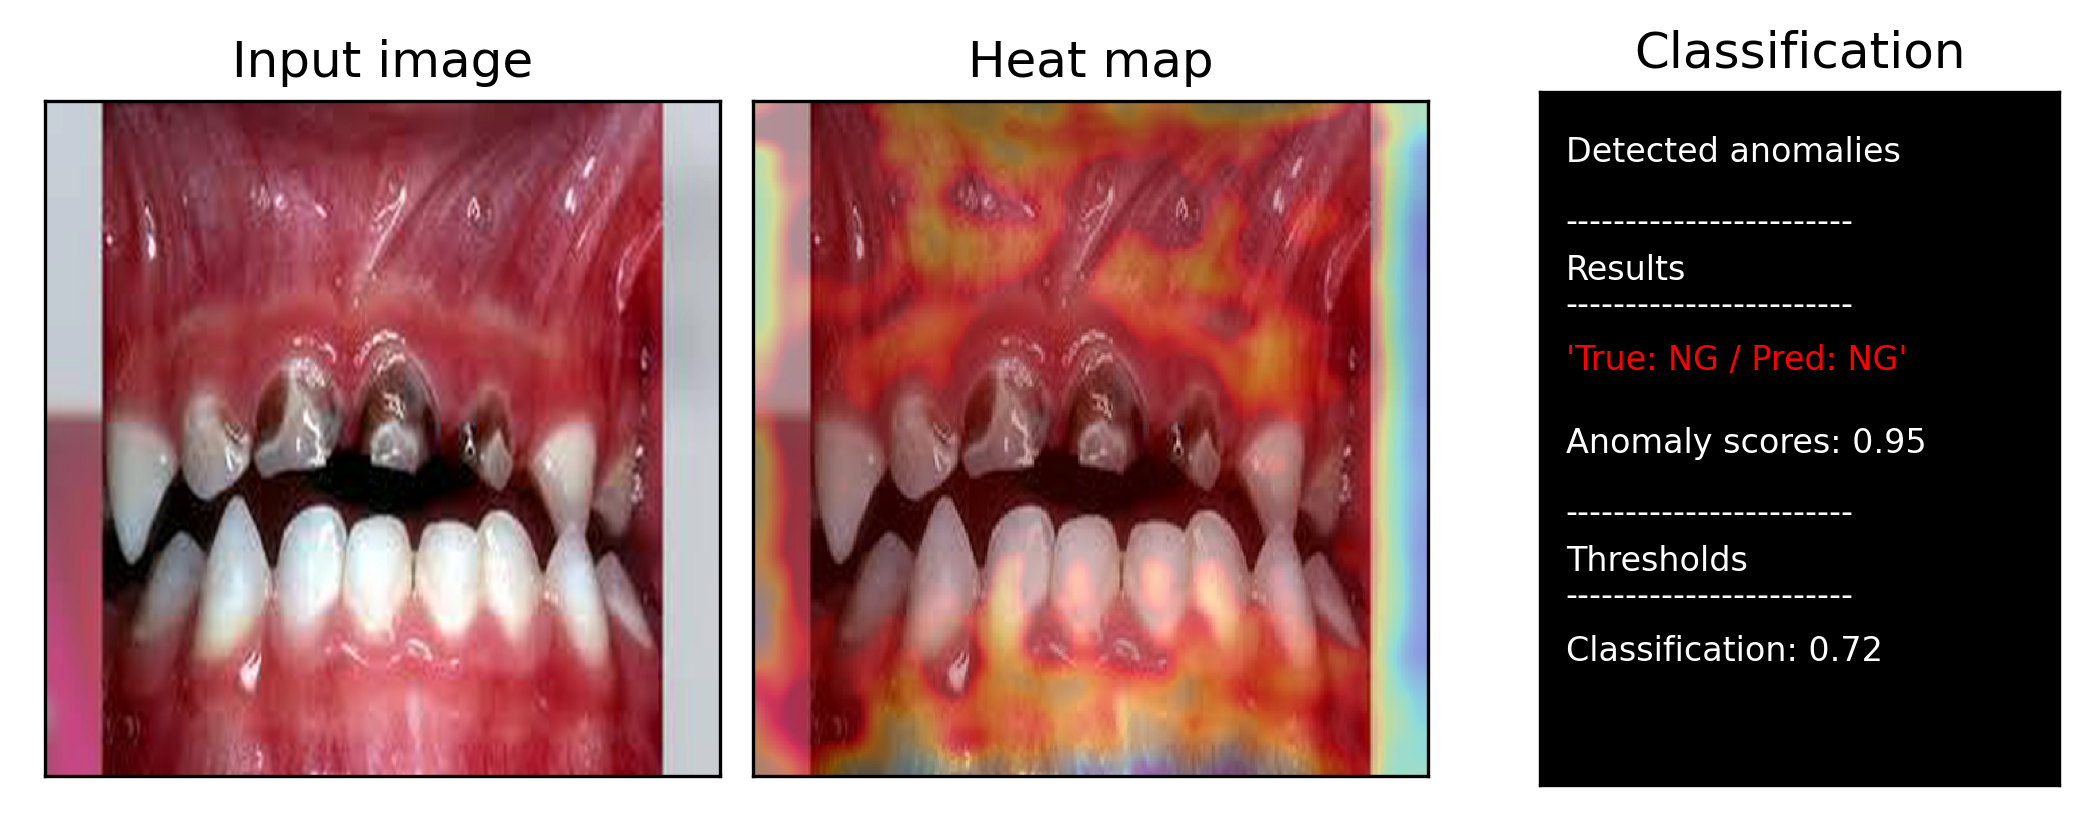 Input image
Heat map
Classification
Detected anomalies
------------------------
Results
------------------------
'True: NG / Pred: NG'
Anomaly scores: 0.95
------------------------
Thresholds
------------------------
Classification: 0.72